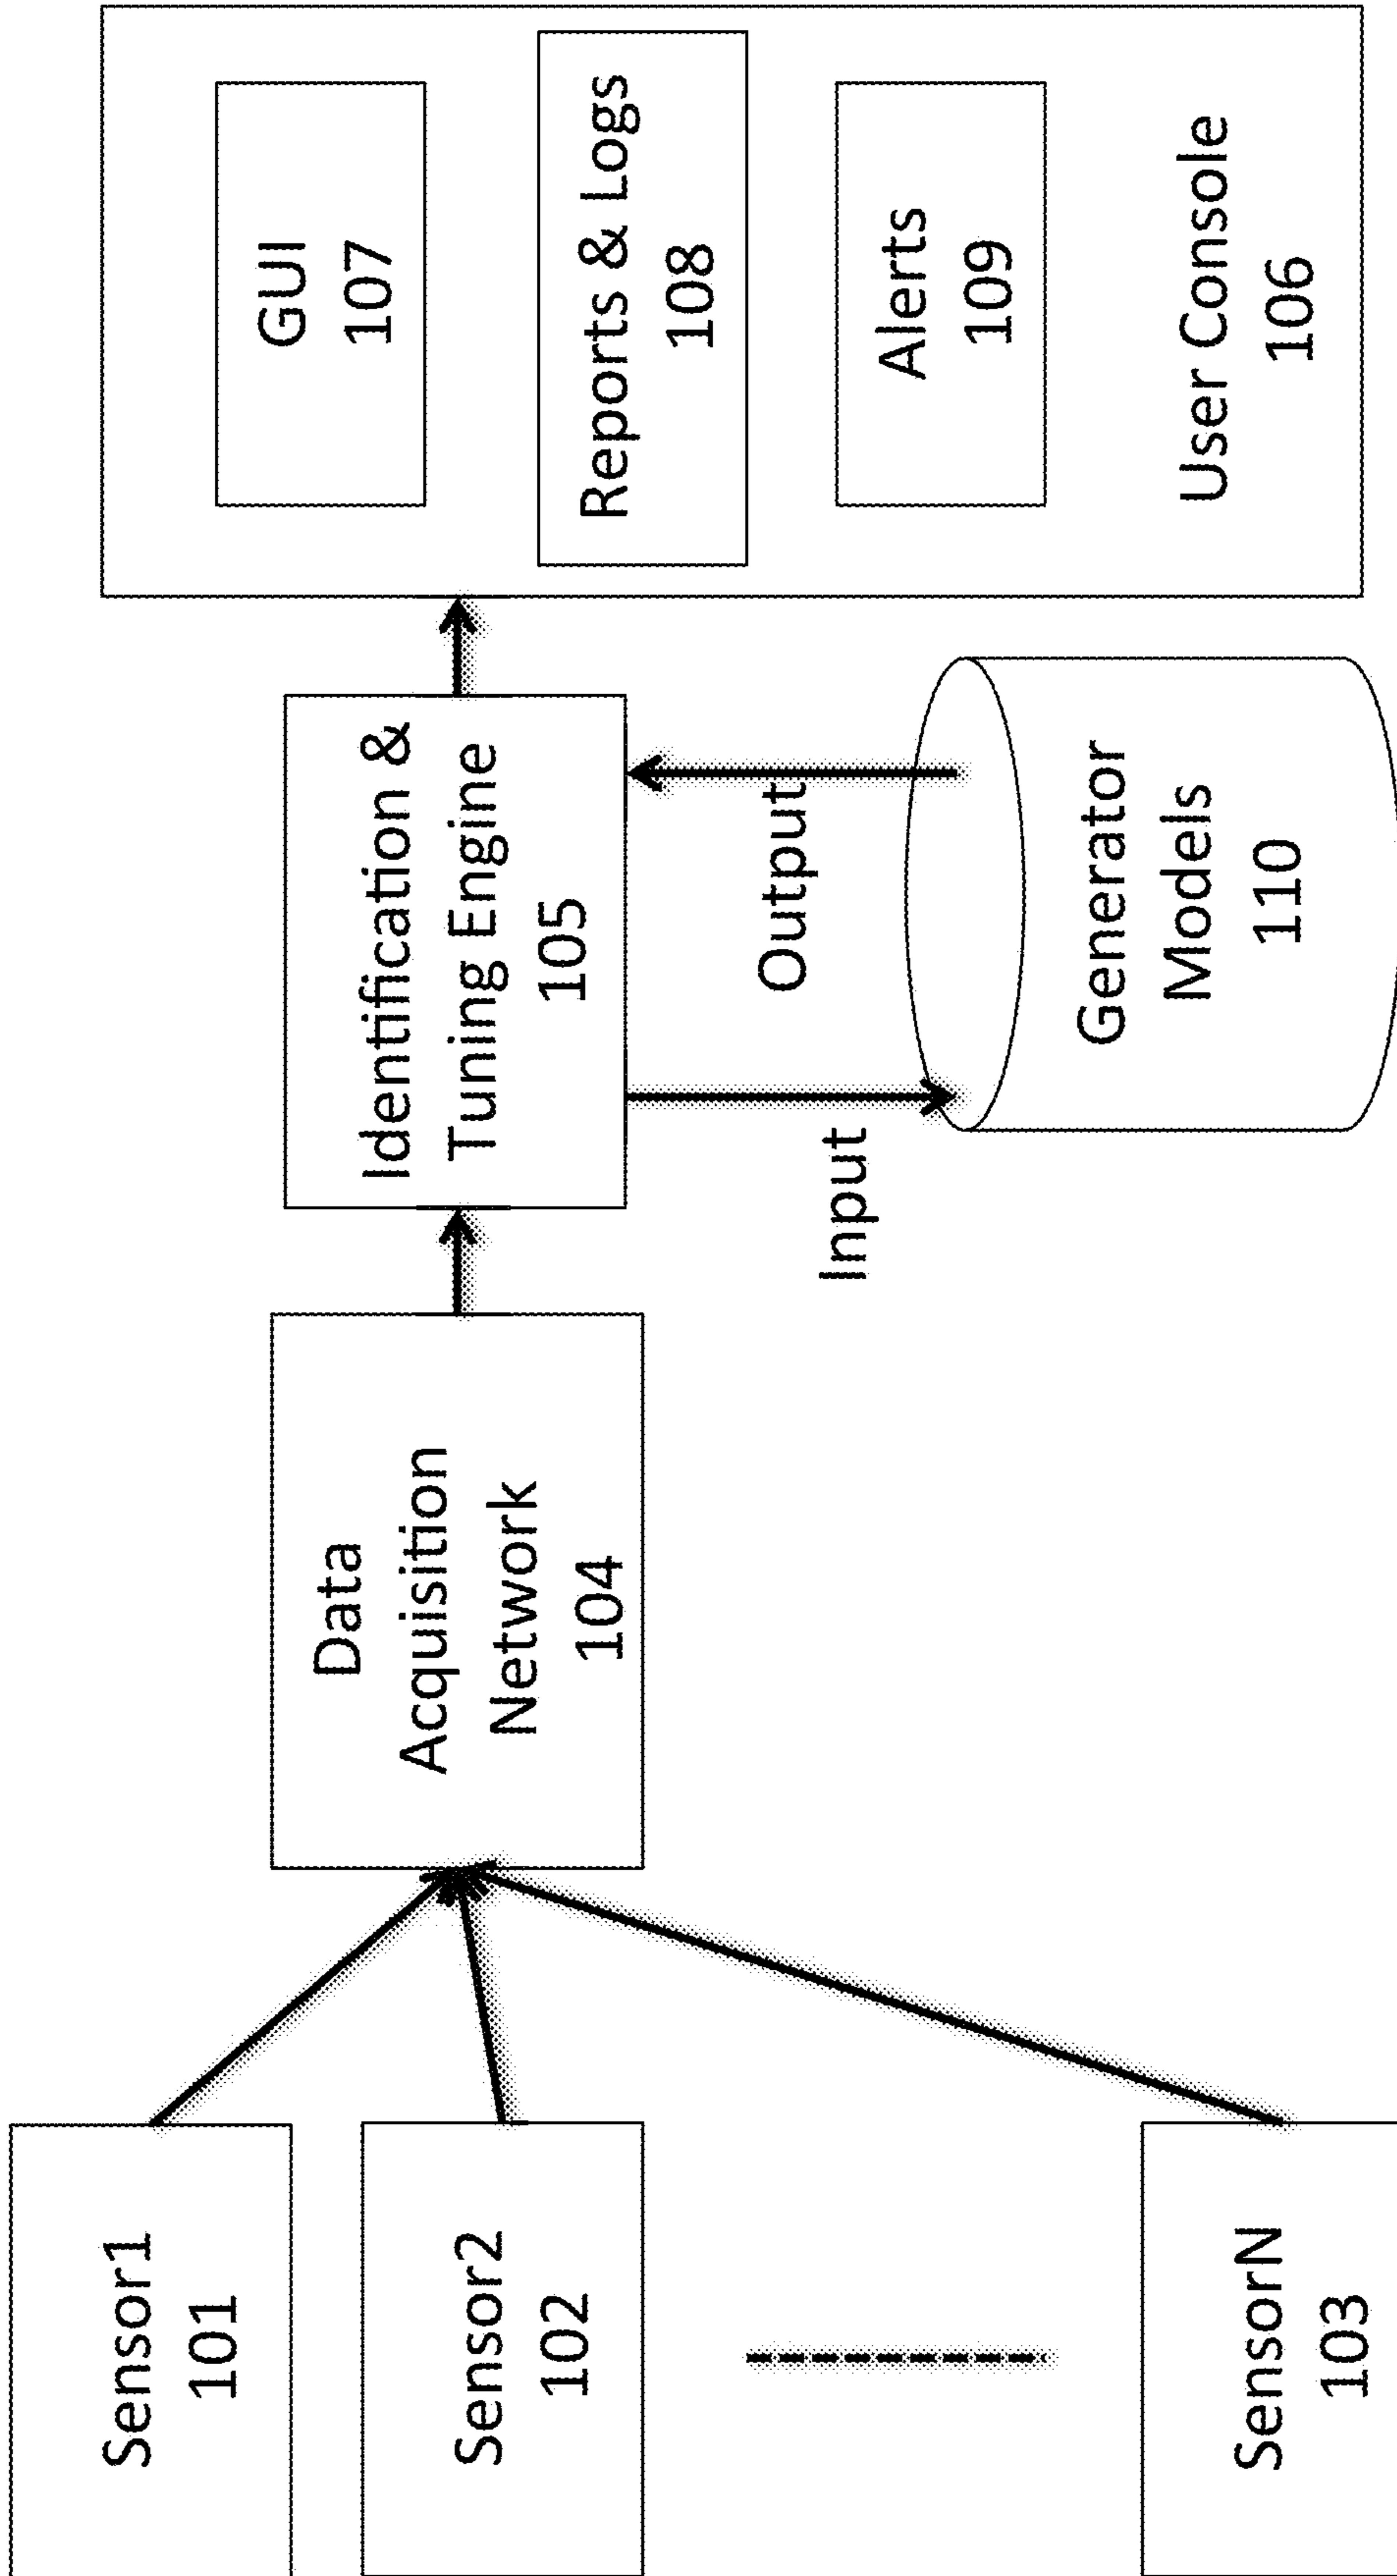 Sensor1
101
Sensor2
102
SensorN
103
Data
Acquisition
Network
104
Identification &
Tuning Engine
105
Input
Output
Generator
Models
110
GUI
107
Reports & Logs
108
Alerts
109
User Console
106